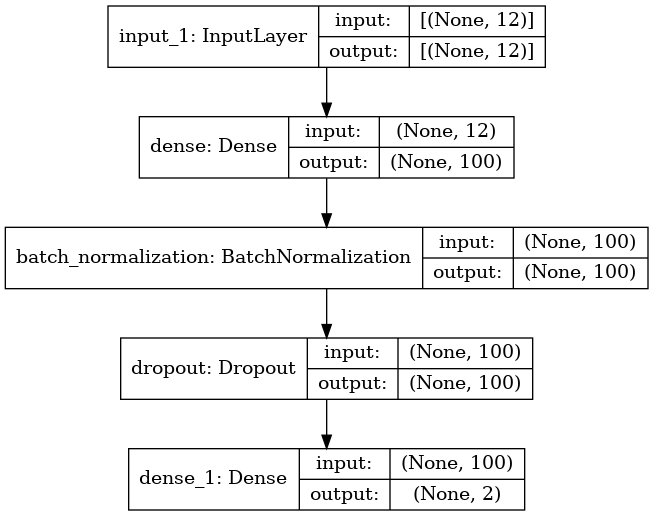 input_1: InputLayer
input: [(None, 12)]
output: [(None, 12)]
dense: Dense
input: (None, 12)
output: (None, 100)
batch_normalization: BatchNormalization
input: (None, 100)
output: (None, 100)
dropout: Dropout
input: (None, 100)
output: (None, 100)
dense_1: Dense
input: (None, 100)
output: (None, 2)